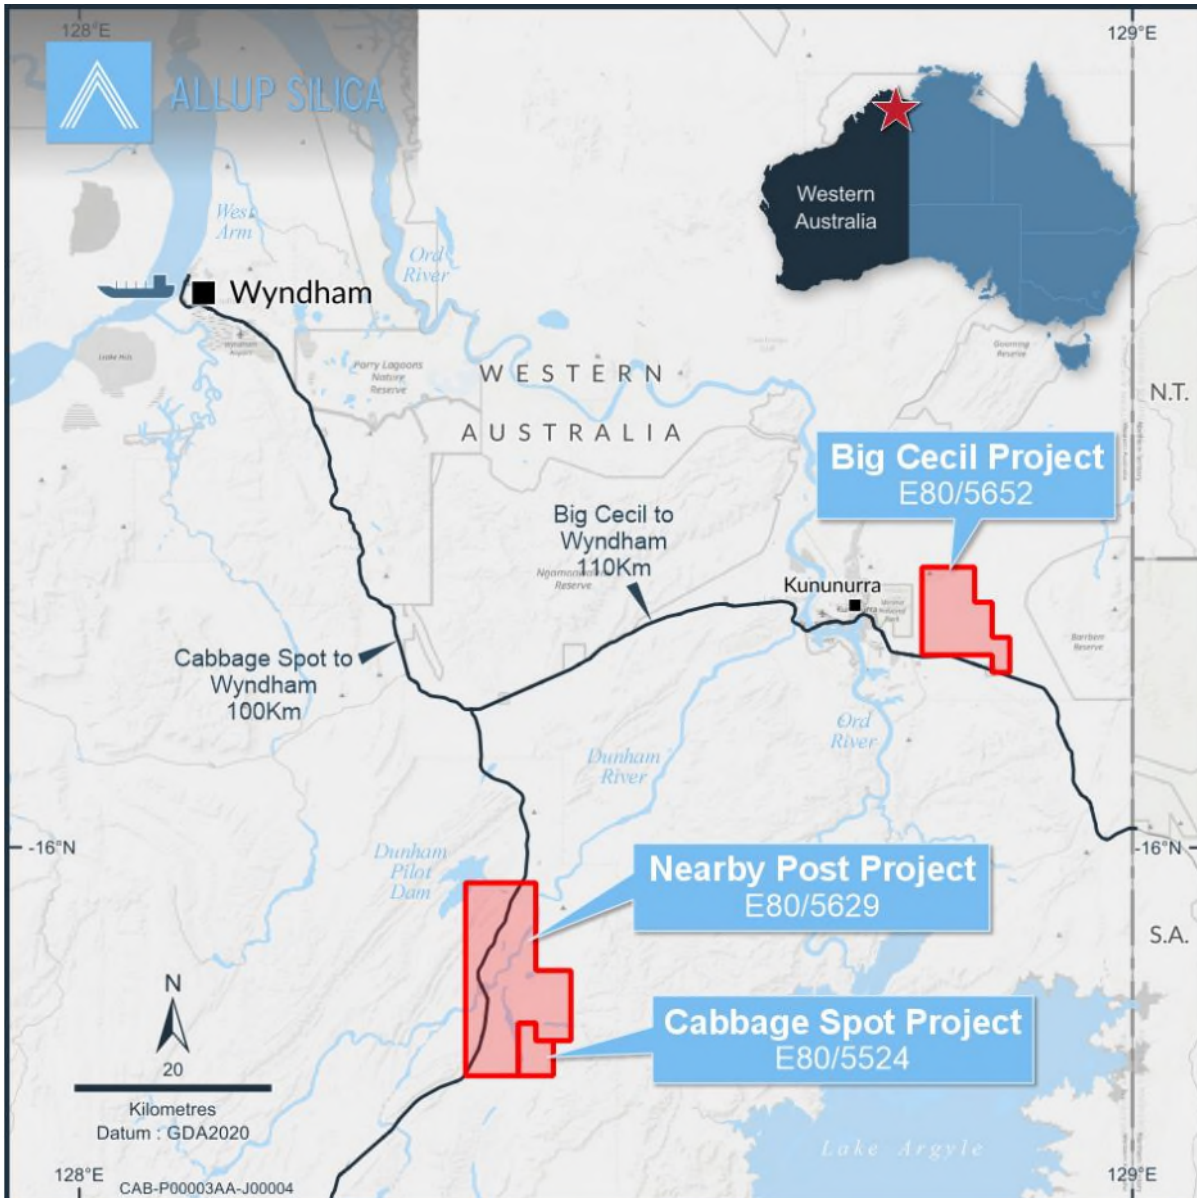 128°E
129°E
ALLUP SILICA
Western
Australia
West
Arm
Ord
River
Wyndham
Parry Lagoons
Nature
Reserve
WESTERN
AUSTRALIA
N.T.
Big Cecil Project
E80/5652
Big Cecil to
Wyndham
110Km
Reserve
Kununurra
Cabbage Spot to
Wyndham
100Km
Reserve
Dunham
River
Ord
River
-16°N
-16°N
Dunham
Pilot
Dam
Nearby Post Project
E80/5629
S.A.
N
Cabbage Spot Project
E80/5524
20
Kilometres
Datum : GDA2020
Lake Argyle
128°E
129°E
CAB-P00003AA-J00004